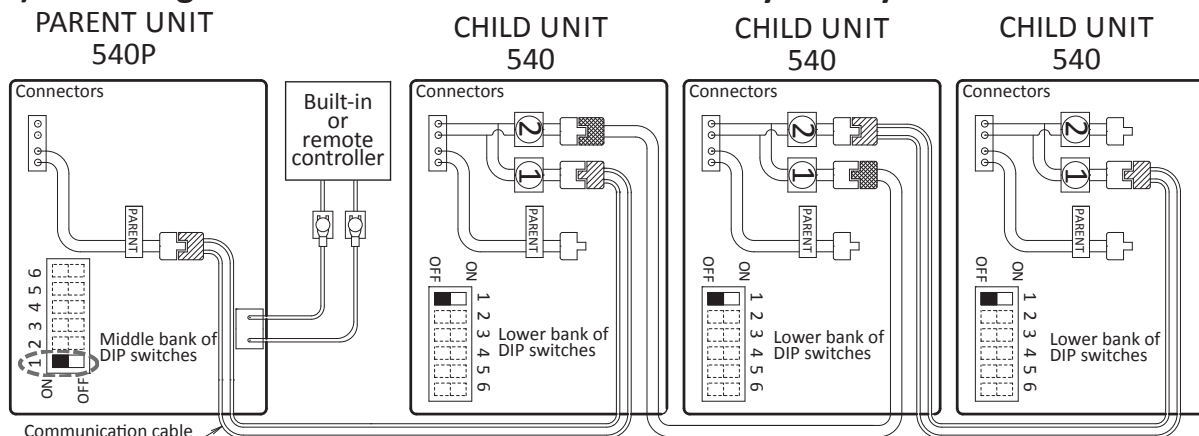 PARENT UNIT
540P
CHILD UNIT
540
CHILD UNIT
540
CHILD UNIT
540
Connectors
Built-in
or
remote
controller
PARENT
1 2 3 4 5 6
ON
OFF
Middle bank of
DIP switches
Communication cable
Connectors
2
1
PARENT
OFF
ON
1 2 3 4 5 6
Lower bank of
DIP switches
Connectors
2
1
PARENT
OFF
ON
1 2 3 4 5 6
Lower bank of
DIP switches
Connectors
2
1
PARENT
OFF
ON
1 2 3 4 5 6
Lower bank of
DIP switches